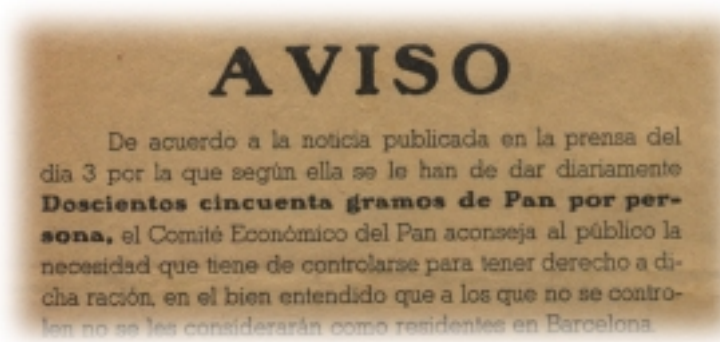 AVISO
De acuerdo a la noticia publicada en la prensa del
día 3 por la que según ella se le han de dar diariamente
Doscientos cincuenta gramos de Pan por per-
sona, el Comité Económico del Pan aconseja al público la
necesidad que tiene de controlarse para tener derecho a di-
cha ración, en el bien entendido que a los que no se contro-
len no se les considerarán como residentes en Barcelona.